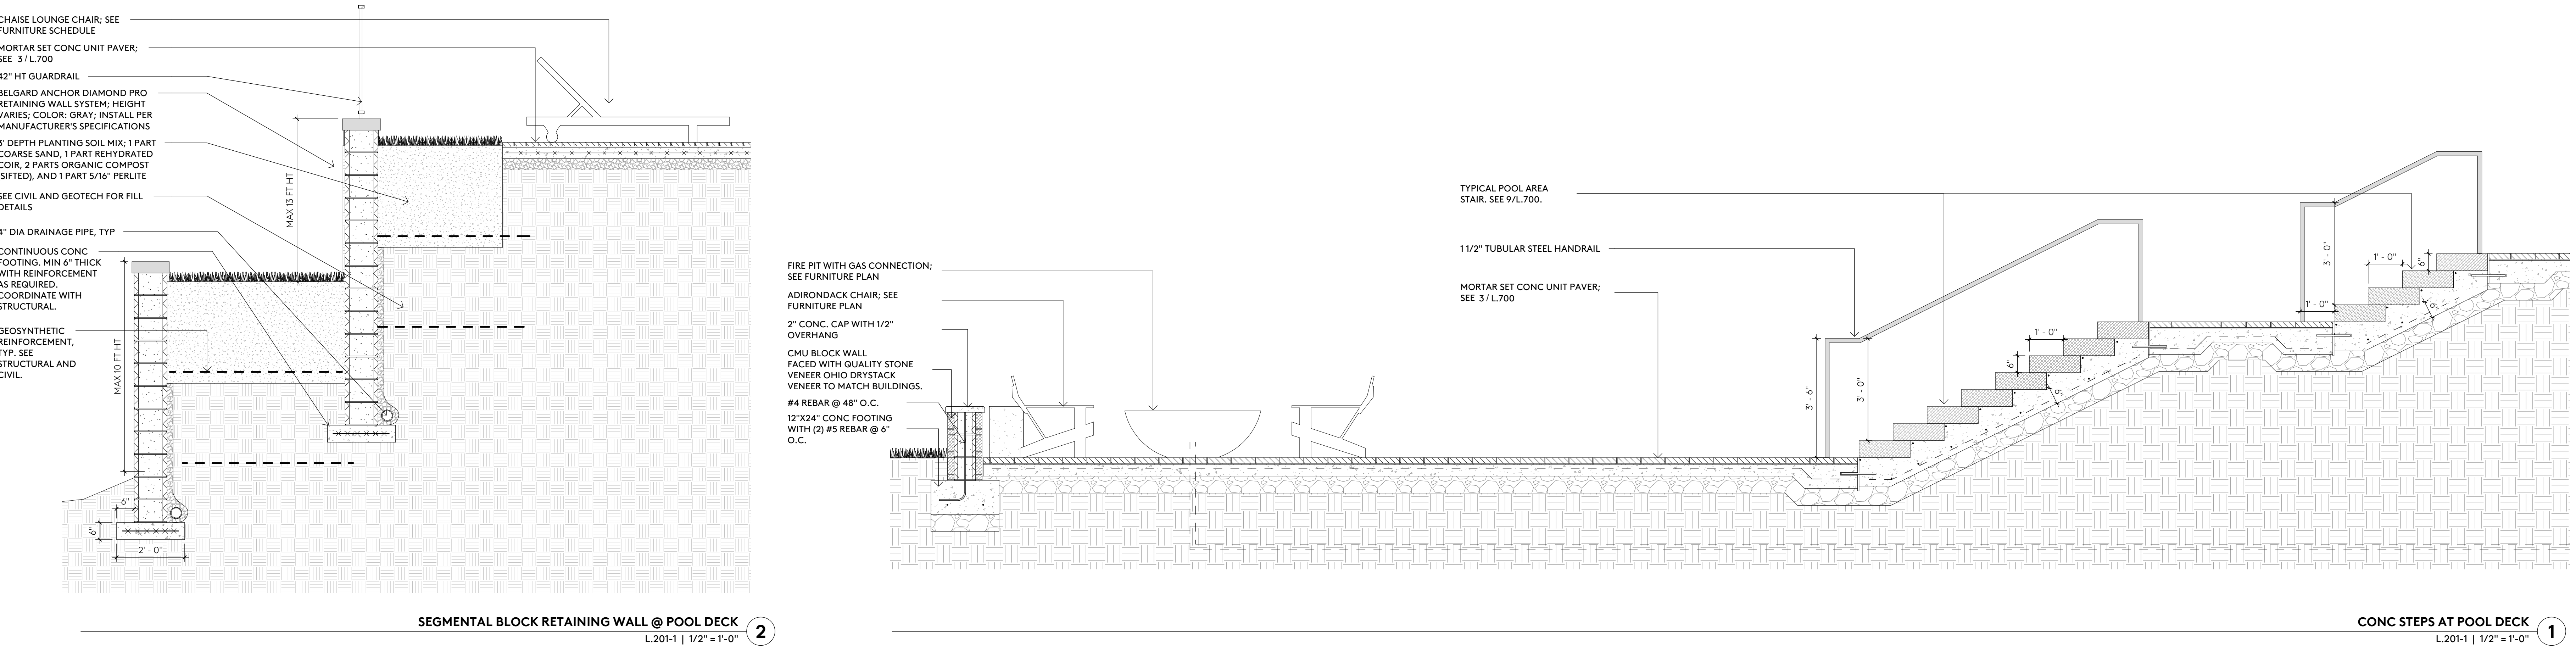 CHAISE LOUNGE CHAIR; SEE
FURNITURE SCHEDULE
MORTAR SET CONC UNIT PAVER;
SEE 3 / L.700
42" HT GUARDRAIL
BELGARD ANCHOR DIAMOND PRO
RETAINING WALL SYSTEM; HEIGHT
VARIES; COLOR: GRAY; INSTALL PER
MANUFACTURER'S SPECIFICATIONS
3' DEPTH PLANTING SOIL MIX; 1 PART
COARSE SAND, 1 PART REHYDRATED
COIR, 2 PARTS ORGANIC COMPOST
(SIFTED), AND 1 PART 5/16" PERLITE
SEE CIVIL AND GEOTECH FOR FILL
DETAILS
4" DIA DRAINAGE PIPE, TYP
CONTINUOUS CONC
FOOTING. MIN 6" THICK
WITH REINFORCEMENT
AS REQUIRED.
COORDINATE WITH
STRUCTURAL.
GEOSYNTHETIC
REINFORCEMENT,
TYP. SEE
STRUCTURAL AND
CIVIL.
MAX 13 FT HT
MAX 10 FT HT
6"
6"
2' - 0"
SEGMENTAL BLOCK RETAINING WALL @ POOL DECK
L.201-1 | 1/2" = 1'-0"
2
FIRE PIT WITH GAS CONNECTION;
SEE FURNITURE PLAN
ADIRONDACK CHAIR; SEE
FURNITURE PLAN
2" CONC. CAP WITH 1/2"
OVERHANG
CMU BLOCK WALL
FACED WITH QUALITY STONE
VENEER OHIO DRYSTACK
VENEER TO MATCH BUILDINGS.
#4 REBAR @ 48" O.C.
12"X24" CONC FOOTING
WITH (2) #5 REBAR @ 6"
O.C.
TYPICAL POOL AREA
STAIR. SEE 9/L.700.
1 1/2" TUBULAR STEEL HANDRAIL
MORTAR SET CONC UNIT PAVER;
SEE 3 / L.700
3' - 6"
3' - 0"
6"
1' - 0"
6"
1' - 0"
3' - 0"
1' - 0"
6"
6"
CONC STEPS AT POOL DECK
L.201-1 | 1/2" = 1'-0"
1